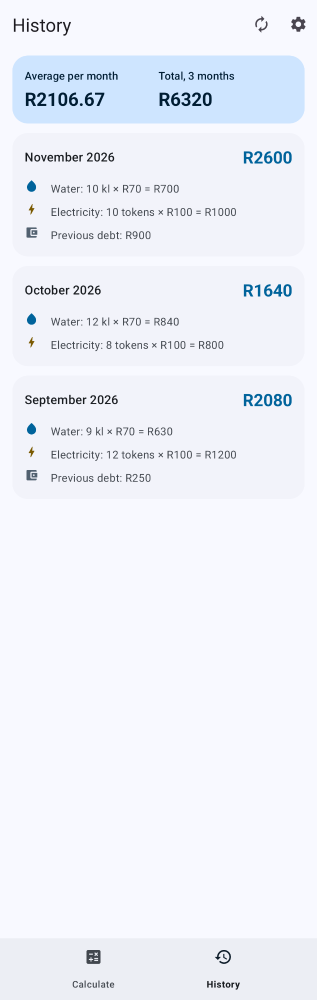 History
Average per month
Total, 3 months
R2106.67
R6320
November 2026
R2600
Water: 10 kl × R70 = R700
Electricity: 10 tokens × R100 = R1000
Previous debt: R900
October 2026
R1640
Water: 12 kl × R70 = R840
Electricity: 8 tokens × R100 = R800
September 2026
R2080
Water: 9 kl × R70 = R630
Electricity: 12 tokens × R100 = R1200
Previous debt: R250
Calculate
History